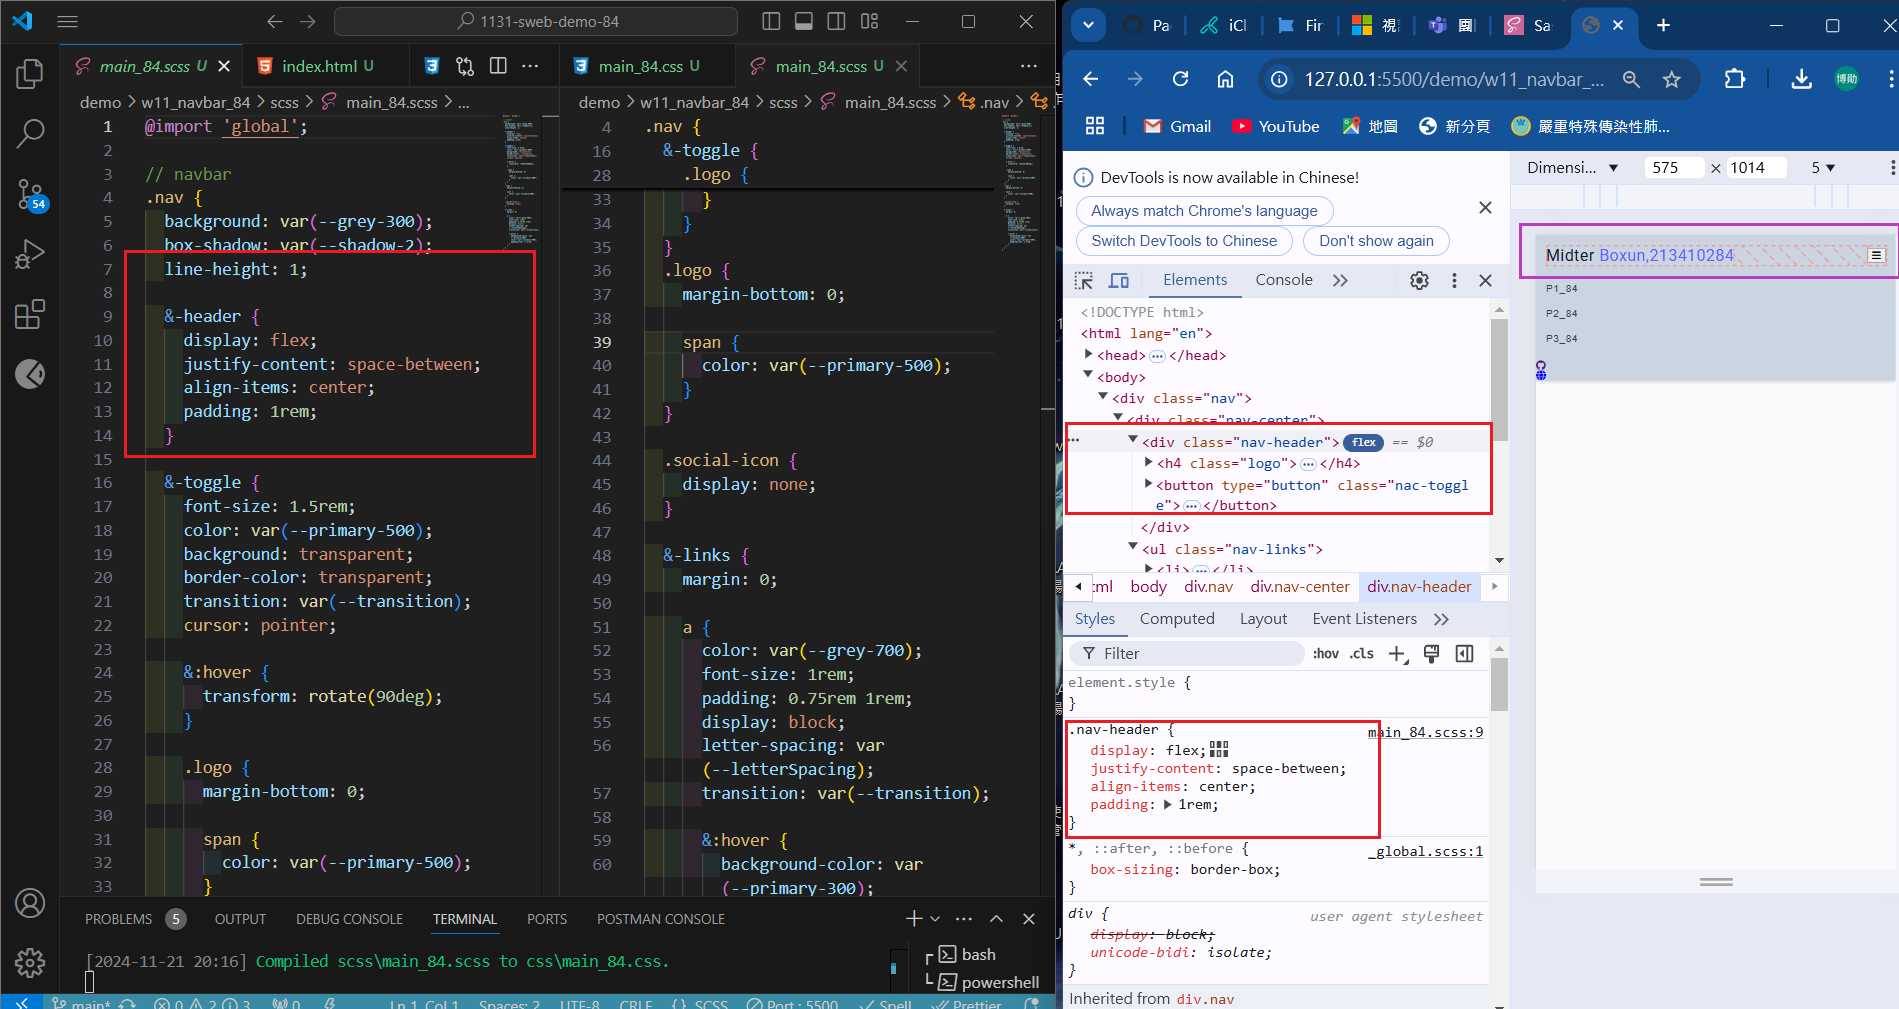 1131-sweb-demo-84
main_84.scss U
index.html U
main_84.css U
main_84.scss U
demo > w11_navbar_84 > scss > main_84.scss > ...
1 @import 'global';
2
3 // navbar
4 .nav {
5 background: var(--grey-300);
6 box-shadow: var(--shadow-2);
7 line-height: 1;
8
9 &-header {
10 display: flex;
11 justify-content: space-between;
12 align-items: center;
13 padding: 1rem;
14 }
15
16 &-toggle {
17 font-size: 1.5rem;
18 color: var(--primary-500);
19 background: transparent;
20 border-color: transparent;
21 transition: var(--transition);
22 cursor: pointer;
23
24 &:hover {
25 transform: rotate(90deg);
26 }
27
28 .logo {
29 margin-bottom: 0;
30
31 span {
32 color: var(--primary-500);
33 }
demo > w11_navbar_84 > scss > main_84.scss > .nav >
4 .nav {
16 &-toggle {
28 .logo {
33 }
34 }
35 }
36 .logo {
37 margin-bottom: 0;
38
39 span {
40 color: var(--primary-500);
41 }
42 }
43
44 .social-icon {
45 display: none;
46 }
47
48 &-links {
49 margin: 0;
50
51 a {
52 color: var(--grey-700);
53 font-size: 1rem;
54 padding: 0.75rem 1rem;
55 display: block;
56 letter-spacing: var
(--letterSpacing);
57 transition: var(--transition);
58
59 &:hover {
60 background-color: var
(--primary-300);
54
PROBLEMS 5 OUTPUT DEBUG CONSOLE TERMINAL PORTS POSTMAN CONSOLE
[2024-11-21 20:16] Compiled scss\main_84.scss to css\main_84.css.
bash
powershell
main* 0 2 3 0 Ln 1, Col 1 Spaces: 2 UTF-8 CRLF {} SCSS Port : 5500 Spell Prettier
Pa iCl Fir 視 團 Sa
127.0.0.1:5500/demo/w11_navbar_...
博勛
Gmail YouTube 地圖 新分頁 嚴重特殊傳染性肺...
DevTools is now available in Chinese!
Always match Chrome's language
Switch DevTools to Chinese Don't show again
Elements Console
<!DOCTYPE html>
<html lang="en">
<head> ... </head>
<body>
<div class="nav">
<div class="nav-center">
<div class="nav-header"> flex == $0
<h4 class="logo"> ... </h4>
<button type="button" class="nac-toggl
e"> ... </button>
</div>
<ul class="nav-links">
<li> ... </li>
tml body div.nav div.nav-center div.nav-header
Styles Computed Layout Event Listeners
Filter :hov .cls
element.style {
}
.nav-header { main_84.scss:9
display: flex;
justify-content: space-between;
align-items: center;
padding: 1rem;
}
*, ::after, ::before { _global.scss:1
box-sizing: border-box;
}
div { user agent stylesheet
display: block;
unicode-bidi: isolate;
}
Inherited from div.nav
Dimensi... 575 × 1014 5
Midter Boxun,213410284
P1_84
P2_84
P3_84